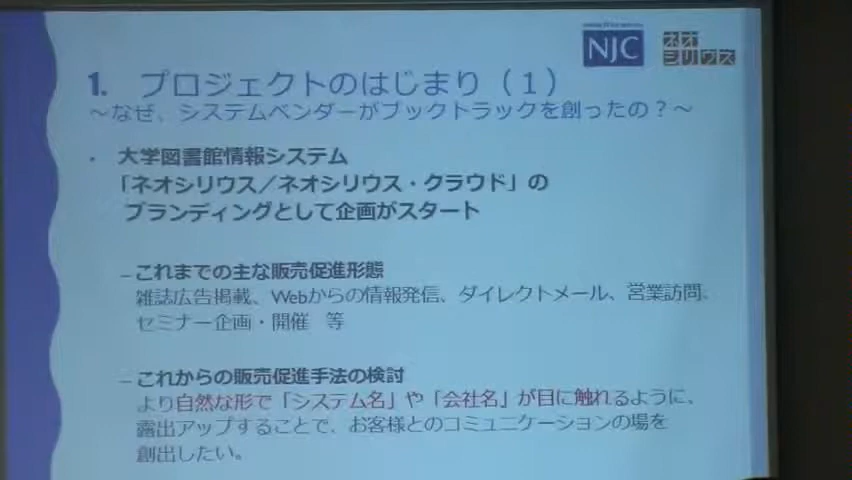 NJC
ネオ
シリウス
1. プロジェクトのはじまり（1）
～なぜ、システムベンダーがブックトラックを創ったの？～
・ 大学図書館情報システム
「ネオシリウス／ネオシリウス・クラウド」の
ブランディングとして企画がスタート
–これまでの主な販売促進形態
雑誌広告掲載、Webからの情報発信、ダイレクトメール、営業訪問、
セミナー企画・開催　等
–これからの販売促進手法の検討
より自然な形で「システム名」や「会社名」が目に触れるように、
露出アップすることで、お客様とのコミュニケーションの場を
創出したい。